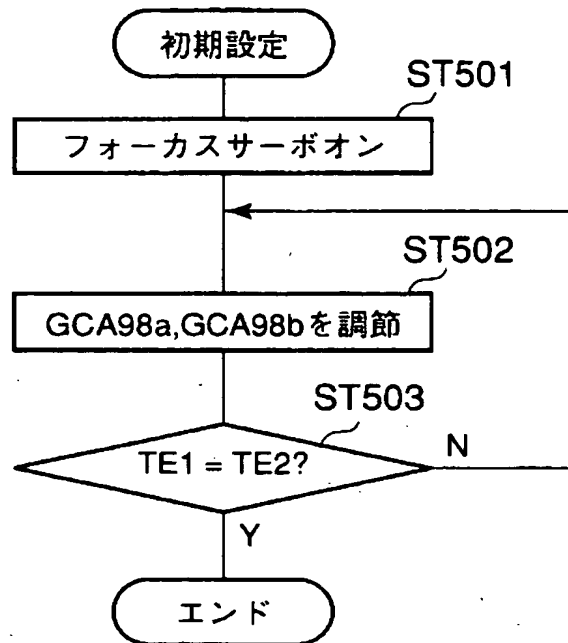 初期設定
ST501
フォーカスサーボオン
ST502
GCA98a,GCA98bを調節
ST503
TE1 = TE2?
N
Y
エンド